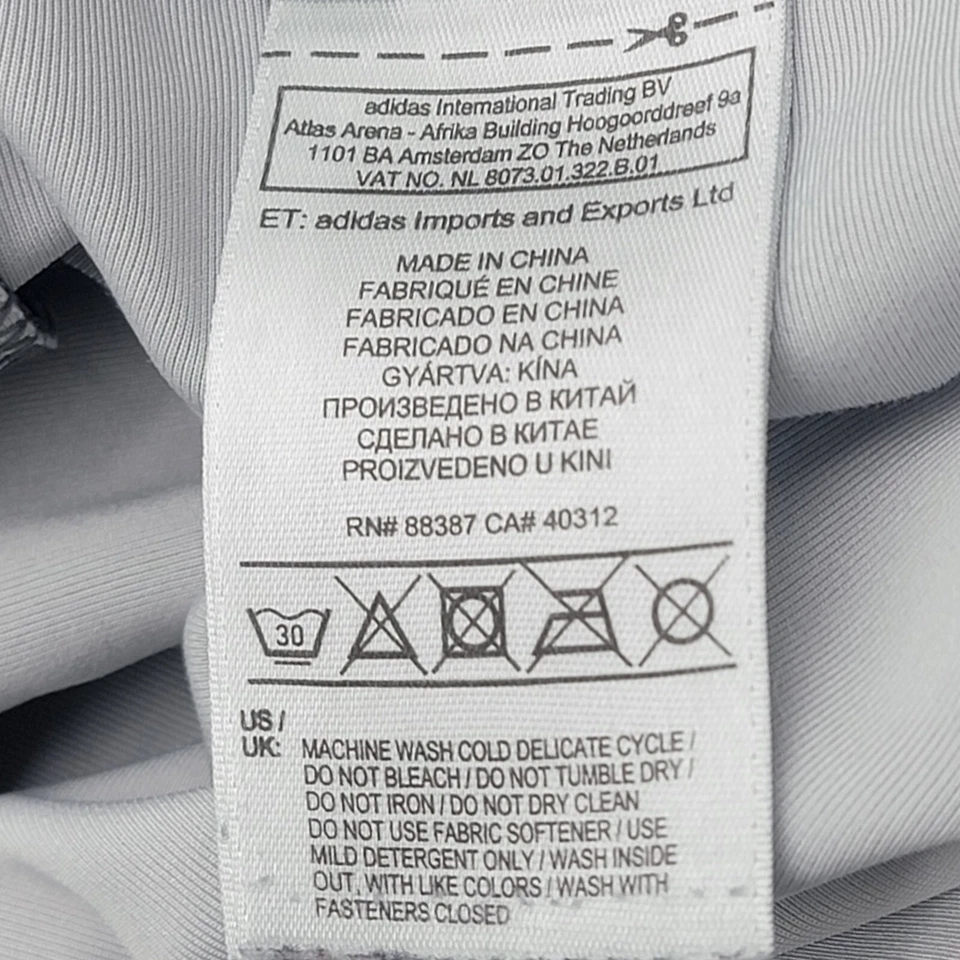 adidas International Trading BV
Atlas Arena - Afrika Building Hoogoorddreef 9a
1101 BA Amsterdam ZO The Netherlands
VAT NO. NL 8073.01.322.B.01
ET: adidas Imports and Exports Ltd
MADE IN CHINA
FABRIQUÉ EN CHINE
FABRICADO EN CHINA
FABRICADO NA CHINA
GYÁRTVA: KÍNA
ПРОИЗВЕДЕНО В КИТАЙ
СДЕЛАНО В КИТАЕ
PROIZVEDENO U KINI
RN# 88387 CA# 40312
30
US /
UK: MACHINE WASH COLD DELICATE CYCLE /
DO NOT BLEACH / DO NOT TUMBLE DRY /
DO NOT IRON / DO NOT DRY CLEAN
DO NOT USE FABRIC SOFTENER / USE
MILD DETERGENT ONLY / WASH INSIDE
OUT, WITH LIKE COLORS / WASH WITH
FASTENERS CLOSED